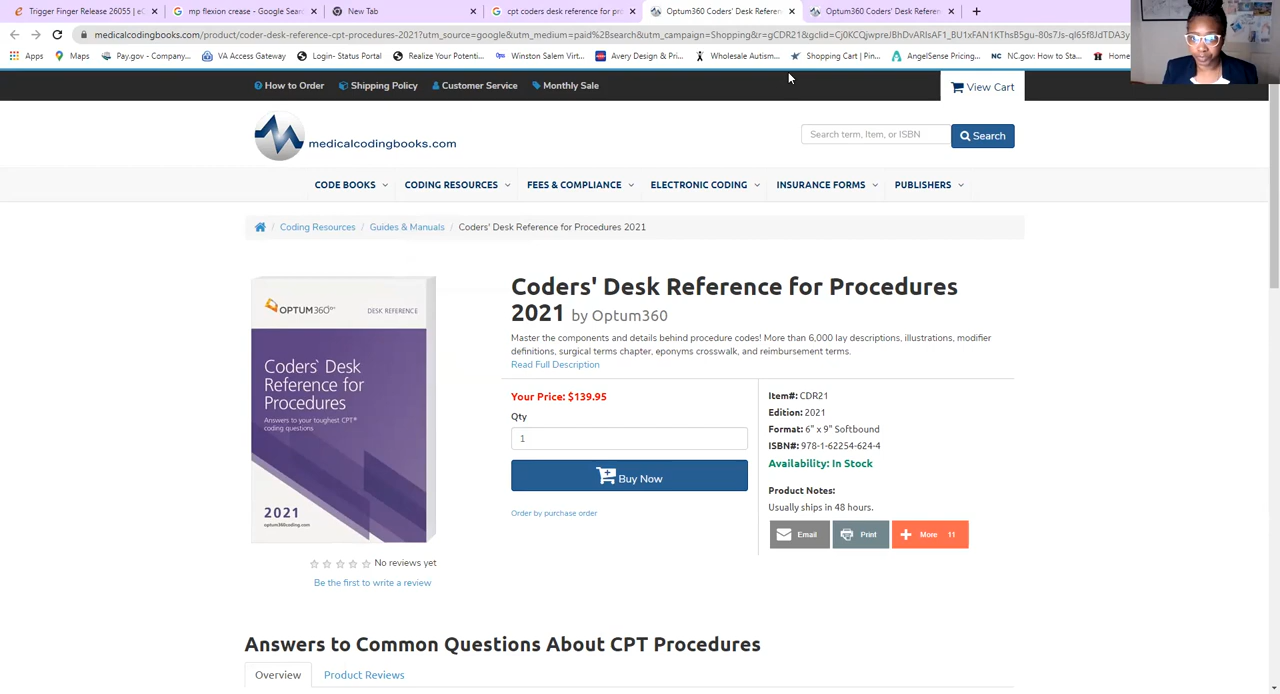 Trigger Finger Release 26055 | eC
mp flexion crease - Google Sear
New Tab
cpt coders desk reference for pro
Optum360 Coders' Desk Referen
Optum360 Coders' Desk Referen
medicalcodingbooks.com/product/coder-desk-reference-cpt-procedures-2021?utm_source=google&utm_medium=paid%2Bsearch&utm_campaign=Shopping&r=gCDR21&gclid=
Apps
Maps
Pay.gov - Company...
VA Access Gateway
Login-Status Portal
Realize Your Potenti...
Winston Salem Virt...
Avery Design & Pri...
Wholesale Autism...
Shopping Cart | Pin...
AngelSense Pricing...
NC.gov: How to Sta...
Home
How to Order
Shipping Policy
Customer Service
Monthly Sale
View Cart
medicalcodingbooks.com
Search term, Item, or ISBN
Search
CODE BOOKS
CODING RESOURCES
FEES & COMPLIANCE
ELECTRONIC CODING
INSURANCE FORMS
PUBLISHERS
/ Coding Resources / Guides & Manuals / Coders' Desk Reference for Procedures 2021
OPTUM360°
DESK REFERENCE
Coders` Desk
Reference for
Procedures
Answers to your toughest CPT®
coding questions
2021
optum360coding.com
No reviews yet
Be the first to write a review
Coders' Desk Reference for Procedures
2021 by Optum360
Master the components and details behind procedure codes! More than 6,000 lay descriptions, illustrations, modifier
definitions, surgical terms chapter, eponyms crosswalk, and reimbursement terms.
Read Full Description
Your Price: $139.95
Qty
1
Buy Now
Order by purchase order
Item#: CDR21
Edition: 2021
Format: 6" x 9" Softbound
ISBN#: 978-1-62254-624-4
Availability: In Stock
Product Notes:
Usually ships in 48 hours.
Email
Print
More 11
Answers to Common Questions About CPT Procedures
Overview
Product Reviews